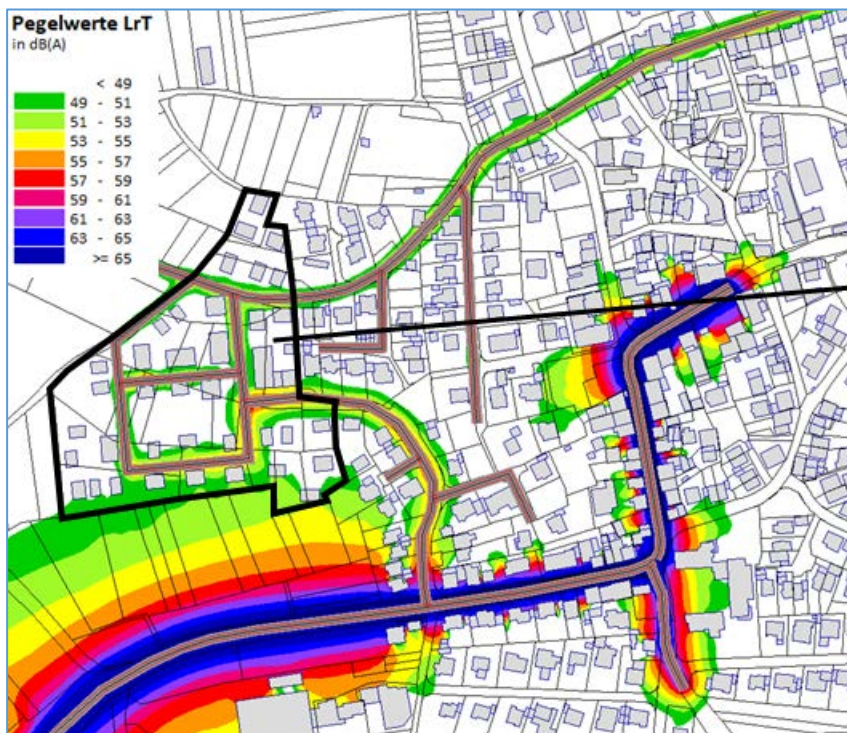 Pegelwerte LrT
in dB(A)
< 49
49 - 51
51 - 53
53 - 55
55 - 57
57 - 59
59 - 61
61 - 63
63 - 65
>= 65